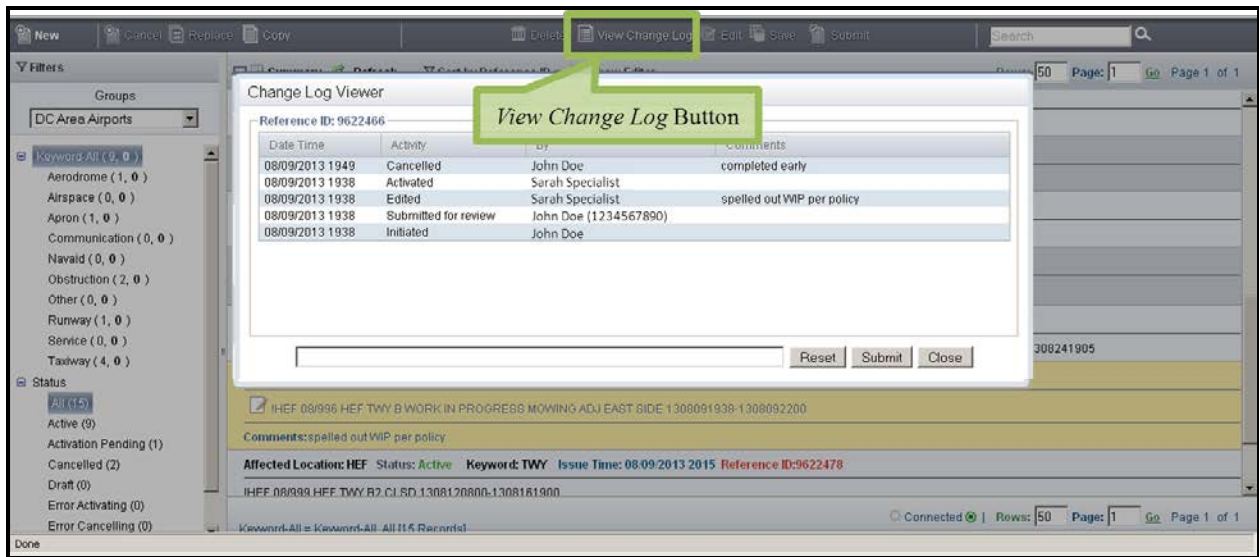 New Cancel Replace Copy Delete View Change Log Edit Save Submit Search
Filters
Refresh
Rows: 50 Page: 1 Go Page 1 of 1
Groups
DC Area Airports
Keyword-All ( 9, 0 )
Aerodrome ( 1, 0 )
Airspace ( 0, 0 )
Apron ( 1, 0 )
Communication ( 0, 0 )
Navaid ( 0, 0 )
Obstruction ( 2, 0 )
Other ( 0, 0 )
Runway ( 1, 0 )
Service ( 0, 0 )
Taxiway ( 4, 0 )
Status
All (15)
Active (9)
Activation Pending (1)
Cancelled (2)
Draft (0)
Error Activating (0)
Error Cancelling (0)
Change Log Viewer
View Change Log Button
Reference ID: 9622466
Date Time Activity By Comments
08/09/2013 1949 Cancelled John Doe completed early
08/09/2013 1938 Activated Sarah Specialist
08/09/2013 1938 Edited Sarah Specialist spelled out WIP per policy
08/09/2013 1938 Submitted for review John Doe (1234567890)
08/09/2013 1938 Initiated John Doe
Reset Submit Close
308241905
!HEF 08/996 HEF TWY B WORK IN PROGRESS MOWING ADJ EAST SIDE 1308091938-1308092200
Comments:spelled out WIP per policy
Affected Location: HEF Status: Active Keyword: TWY Issue Time: 08/09/2013 2015 Reference ID:9622478
!HEF 08/999 HEF TWY B2 CLSD 1308120800-1308161900
Keyword-All = Keyword-All, All [15 Records]
Connected | Rows: 50 Page: 1 Go Page 1 of 1
Done